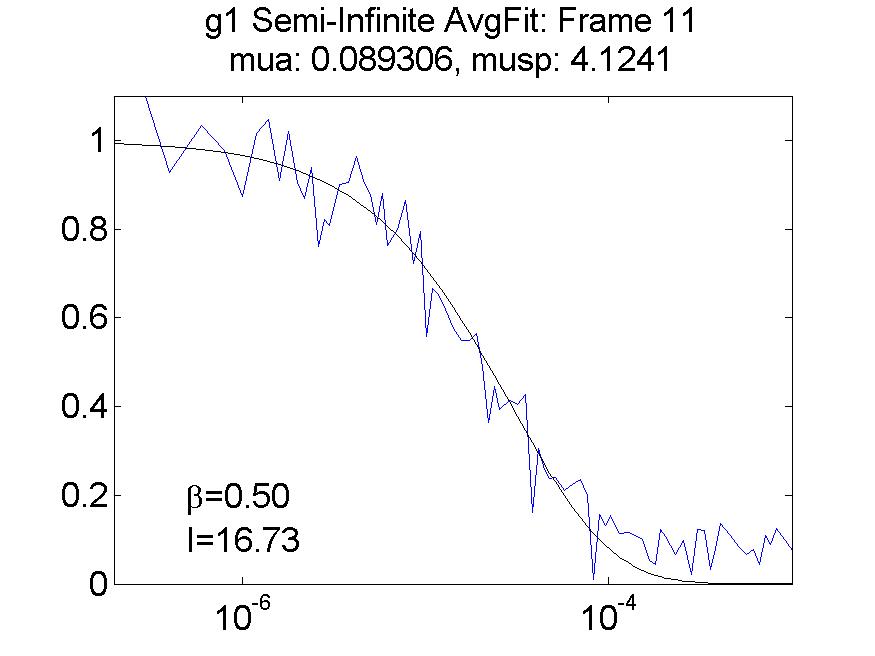 g1 Semi-Infinite AvgFit: Frame 11
mua: 0.089306, musp: 4.1241
1
0.8
0.6
0.4
0.2
0
β=0.50
I=16.73
10^-6
10^-4